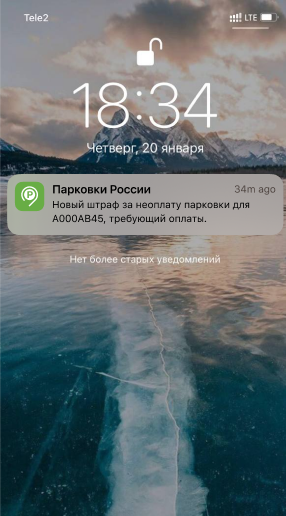 Tele2 LTE
18:34
Четверг, 20 января
Парковки России 34m ago
Новый штраф за неоплату парковки для
А000АВ45, требующий оплаты.
Нет более старых уведомлений